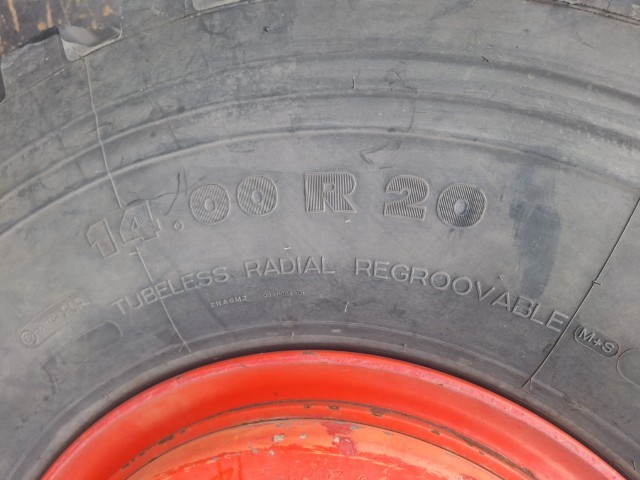 14.00 R 20
TUBELESS RADIAL REGROOVABLE M+S